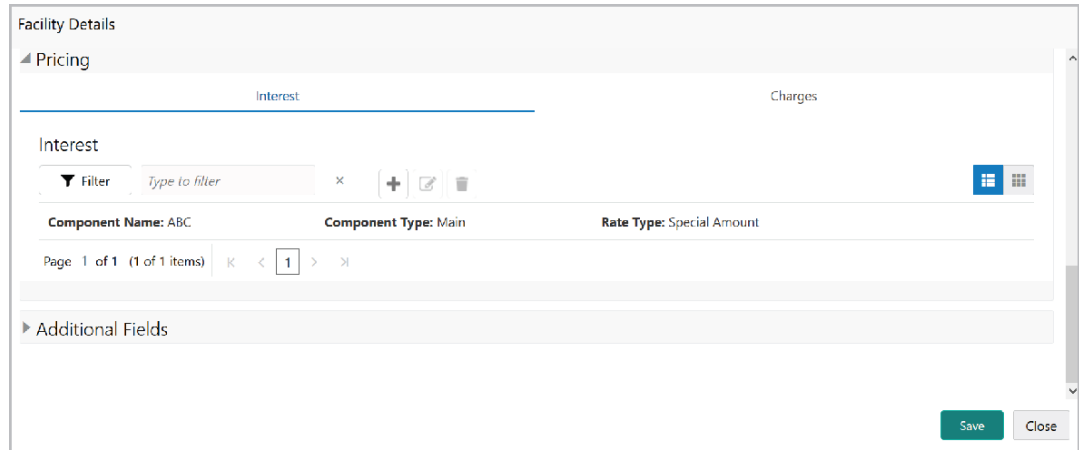 Facility Details
Pricing
Interest Charges
Interest
Filter Type to filter
Component Name: ABC Component Type: Main Rate Type: Special Amount
Page 1 of 1 (1 of 1 items) 1
Additional Fields
Save Close